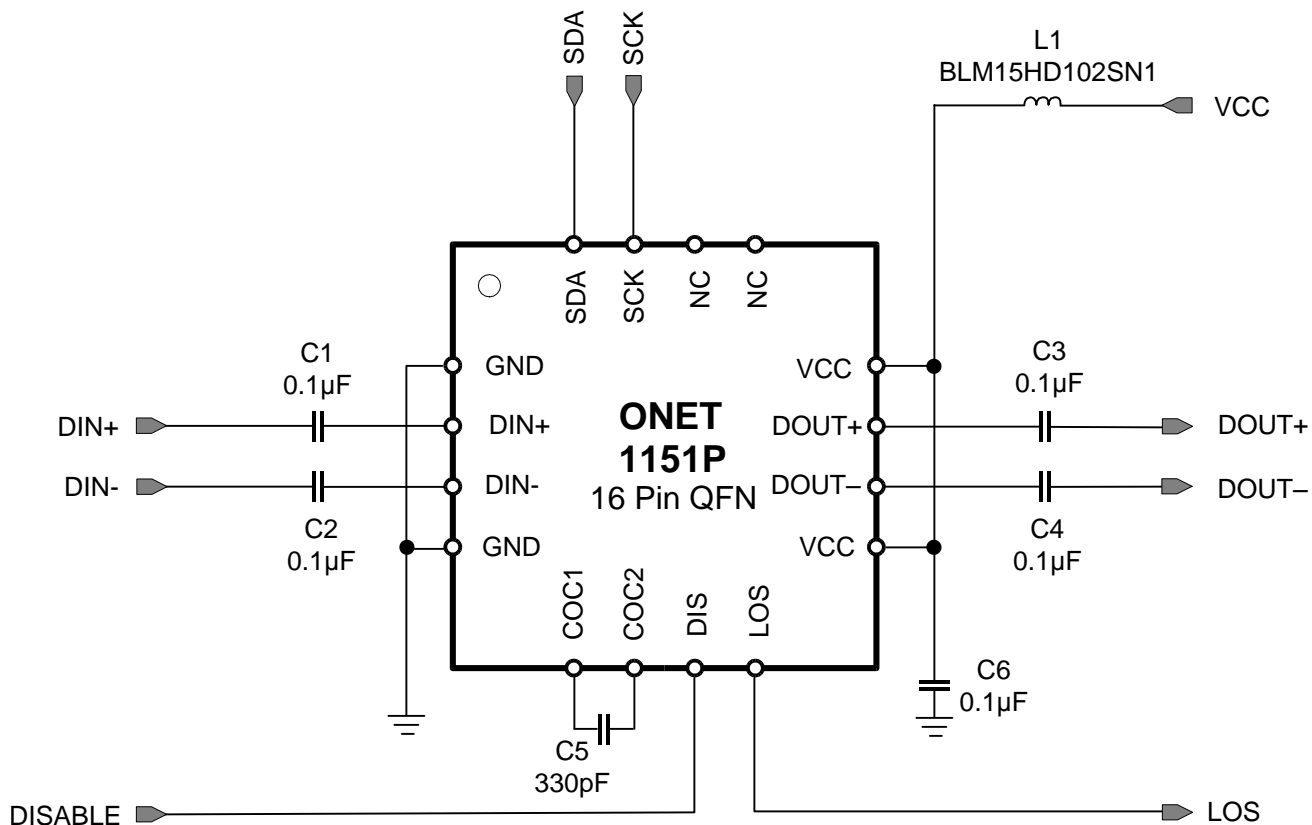 SDA
SCK
L1
BLM15HD102SN1
VCC
SDA
SCK
NC
NC
C1
0.1µF
GND
VCC
C3
0.1µF
DIN+
DIN+
ONET
1151P
16 Pin QFN
DOUT+
DOUT+
DIN-
DIN-
DOUT–
DOUT–
C2
0.1µF
GND
VCC
C4
0.1µF
COC1
COC2
DIS
LOS
C6
0.1µF
C5
330pF
DISABLE
LOS